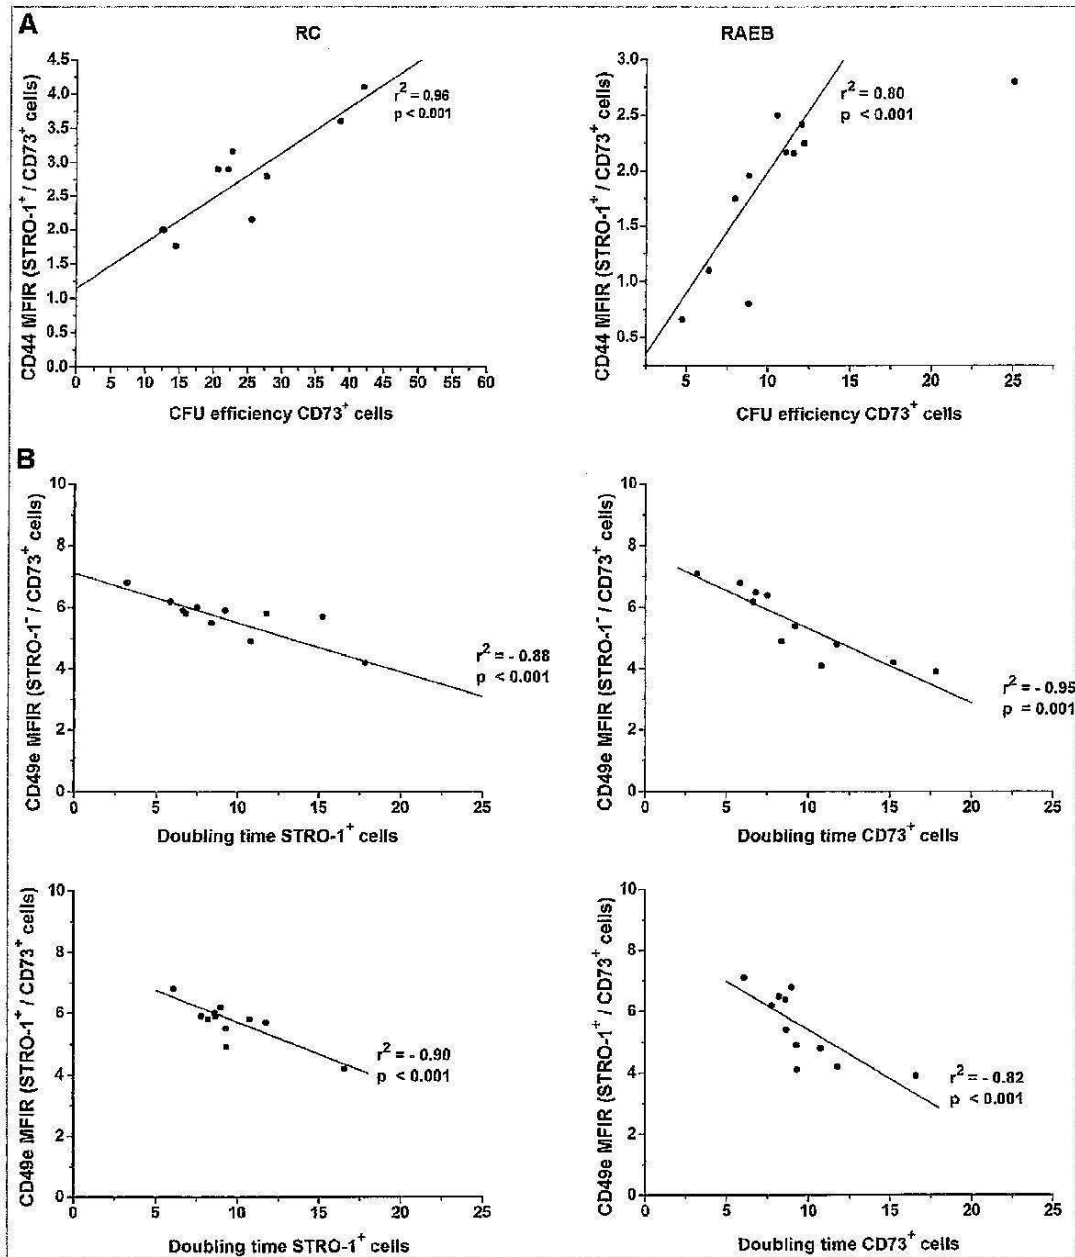 A
RC
RAEB
CD44 MFIR (STRO-1+ / CD73+ cells)
4.5
4.0
3.5
3.0
2.5
2.0
1.5
1.0
0.5
0.0
r2 = 0.96
p < 0.001
0 5 10 15 20 25 30 35 40 45 50 55 60
CFU efficiency CD73+ cells
CD44 MFIR (STRO-1+ / CD73+ cells)
3.0
2.5
2.0
1.5
1.0
0.5
r2 = 0.80
p < 0.001
5 10 15 20 25
CFU efficiency CD73+ cells
B
CD49e MFIR (STRO-1- / CD73+ cells)
10
8
6
4
2
0
r2 = - 0.88
p < 0.001
0 5 10 15 20 25
Doubling time STRO-1+ cells
CD49e MFIR (STRO-1- / CD73+ cells)
10
8
6
4
2
0
r2 = - 0.95
p = 0.001
0 5 10 15 20 25
Doubling time CD73+ cells
CD49e MFIR (STRO-1+ / CD73+ cells)
10
8
6
4
2
0
r2 = - 0.90
p < 0.001
0 5 10 15 20 25
Doubling time STRO-1+ cells
CD49e MFIR (STRO-1+ / CD73+ cells)
10
8
6
4
2
0
r2 = - 0.82
p < 0.001
0 5 10 15 20 25
Doubling time CD73+ cells